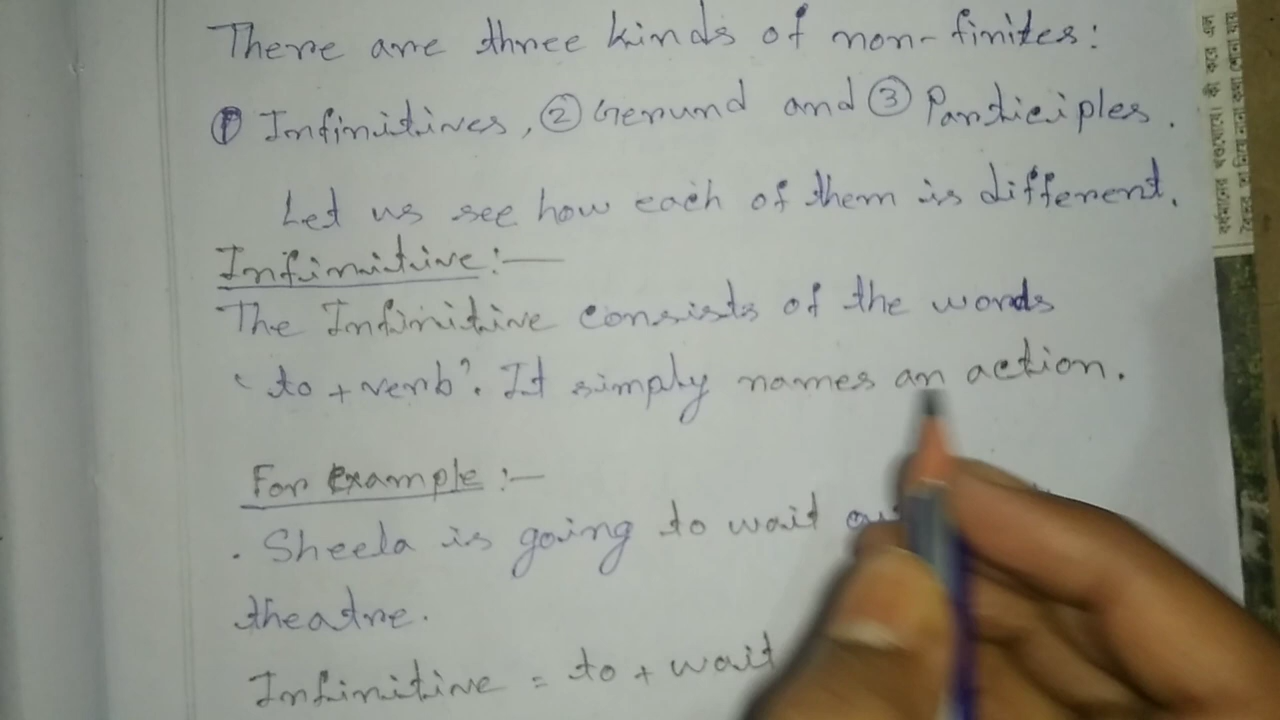 There are three kinds of non-finites:
① Infinitives, ② Gerund and ③ Participles.
Let us see how each of them is different.
Infinitive:—
The Infinitive consists of the words
‘to + verb’. It simply names an action.
For Example :—
. Sheela is going to wait
theatre.
Infinitive = to + wait